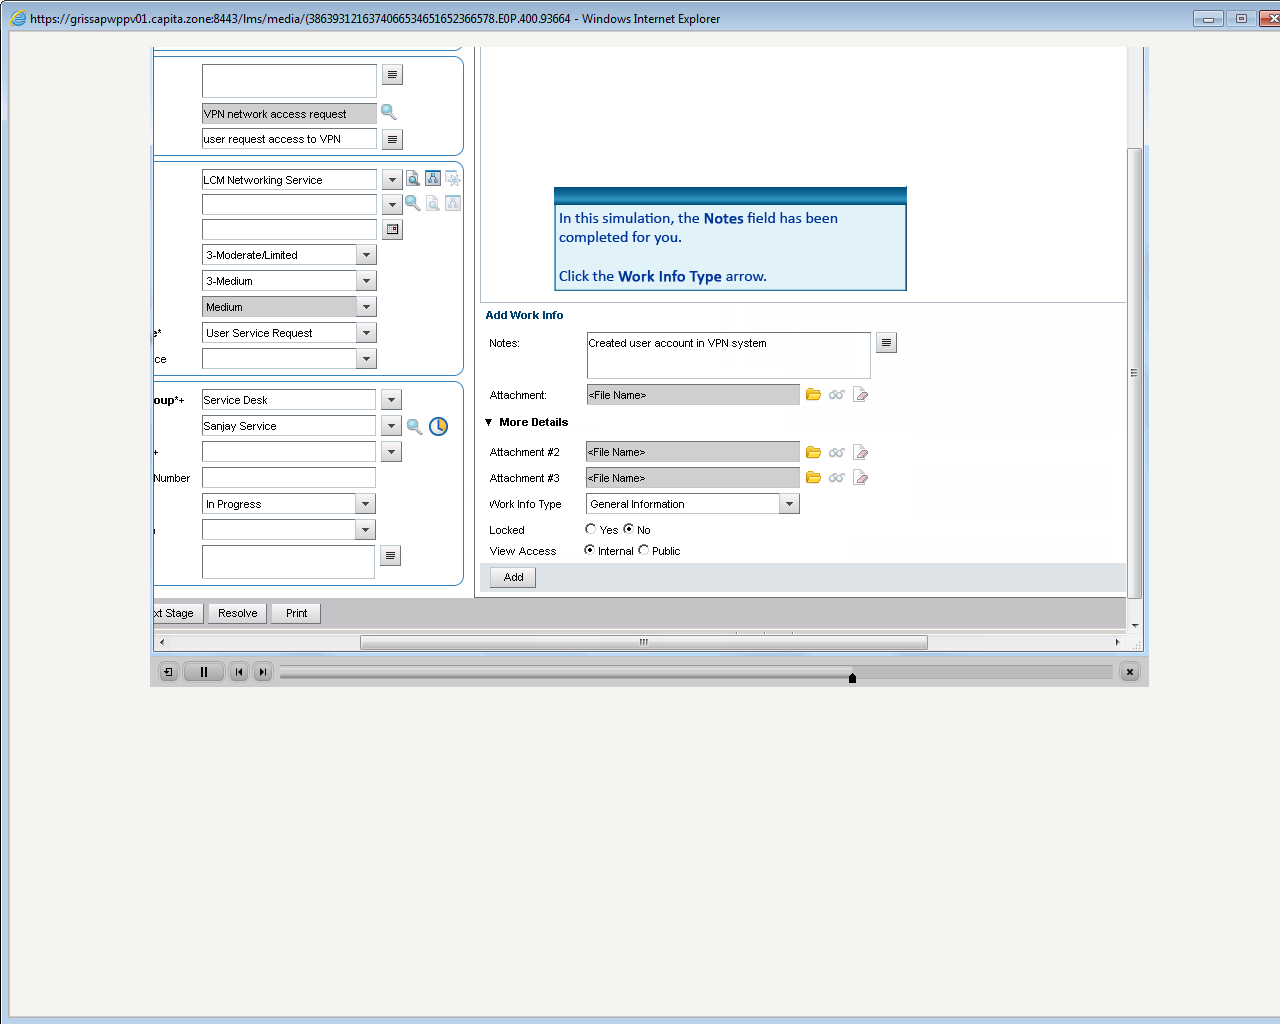 https://grissapwppv01.capita.zone:8443/lms/media/(3863931216374066534651652366578.E0P.400.93664 - Windows Internet Explorer
VPN network access request
user request access to VPN
LCM Networking Service
3-Moderate/Limited
3-Medium
Medium
e*
User Service Request
ce
oup*+
Service Desk
Sanjay Service
+
Number
In Progress
xt Stage
Resolve
Print
In this simulation, the Notes field has been
completed for you.
Click the Work Info Type arrow.
Add Work Info
Notes:
Created user account in VPN system
Attachment:
<File Name>
More Details
Attachment #2
<File Name>
Attachment #3
<File Name>
Work Info Type
General Information
Locked
Yes
No
View Access
Internal
Public
Add